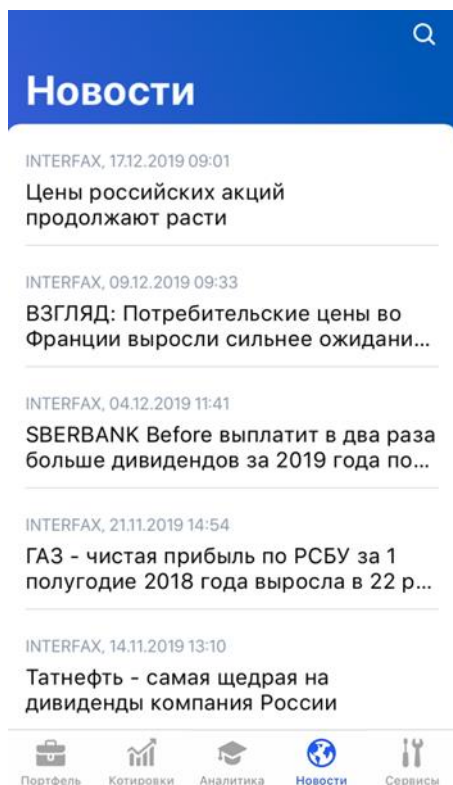 Новости
INTERFAX, 17.12.2019 09:01
Цены российских акций
продолжают расти
INTERFAX, 09.12.2019 09:33
ВЗГЛЯД: Потребительские цены во
Франции выросли сильнее ожидани...
INTERFAX, 04.12.2019 11:41
SBERBANK Before выплатит в два раза
больше дивидендов за 2019 года по...
INTERFAX, 21.11.2019 14:54
ГАЗ - чистая прибыль по РСБУ за 1
полугодие 2018 года выросла в 22 р...
INTERFAX, 14.11.2019 13:10
Татнефть - самая щедрая на
дивиденды компания России
Портфель Котировки Аналитика Новости Сервисы